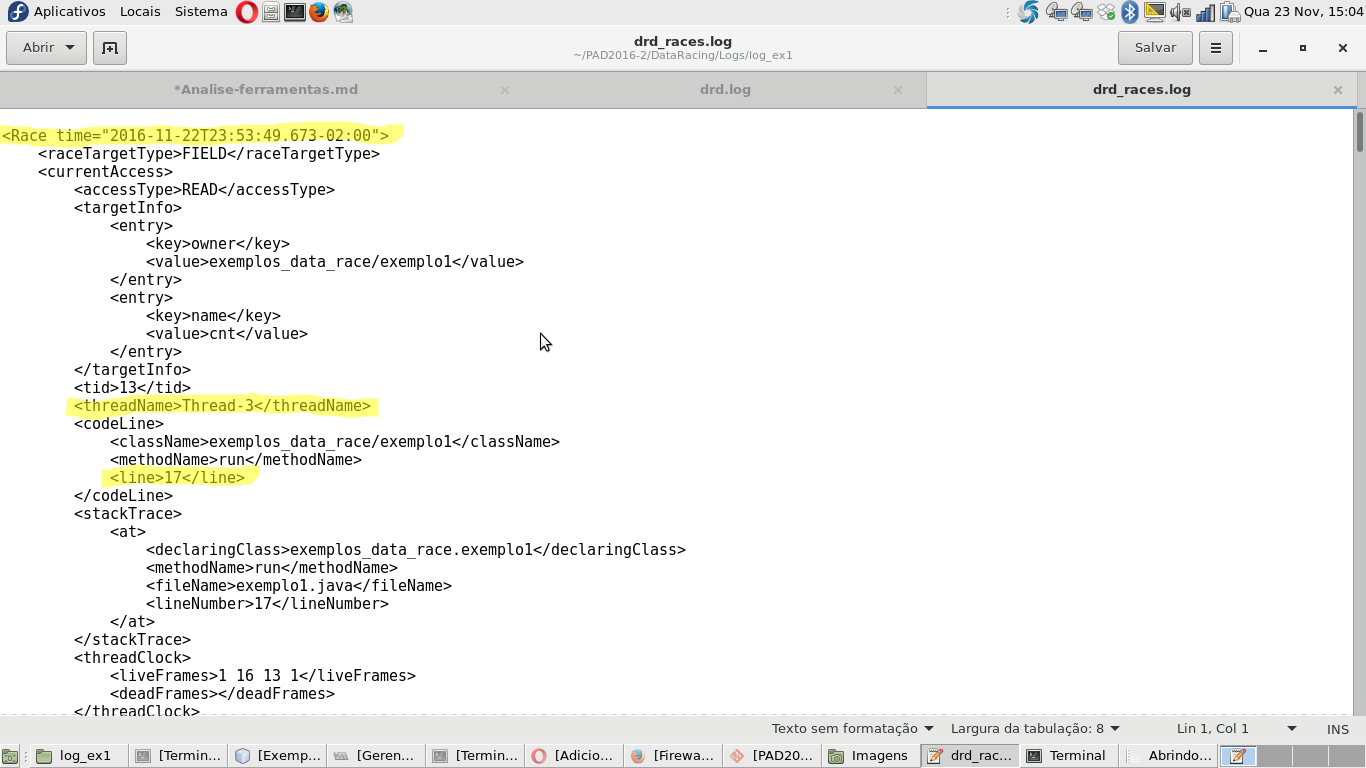 Aplicativos Locais Sistema Qua 23 Nov, 15:04
Abrir drd_races.log Salvar
~/PAD2016-2/DataRacing/Logs/log_ex1
*Analise-ferramentas.md drd.log drd_races.log
<Race time="2016-11-22T23:53:49.673-02:00">
    <raceTargetType>FIELD</raceTargetType>
    <currentAccess>
        <accessType>READ</accessType>
        <targetInfo>
            <entry>
                <key>owner</key>
                <value>exemplos_data_race/exemplo1</value>
            </entry>
            <entry>
                <key>name</key>
                <value>cnt</value>
            </entry>
        </targetInfo>
        <tid>13</tid>
        <threadName>Thread-3</threadName>
        <codeLine>
            <className>exemplos_data_race/exemplo1</className>
            <methodName>run</methodName>
            <line>17</line>
        </codeLine>
        <stackTrace>
            <at>
                <declaringClass>exemplos_data_race.exemplo1</declaringClass>
                <methodName>run</methodName>
                <fileName>exemplo1.java</fileName>
                <lineNumber>17</lineNumber>
            </at>
        </stackTrace>
        <threadClock>
            <liveFrames>1 16 13 1</liveFrames>
            <deadFrames></deadFrames>
        </threadClock>
Texto sem formatação Largura da tabulação: 8 Lin 1, Col 1 INS
log_ex1 [Termin... [Exemp... [Geren... [Termin... [Adicio... [Firewa... [PAD20... Imagens drd_rac... Terminal Abrindo...